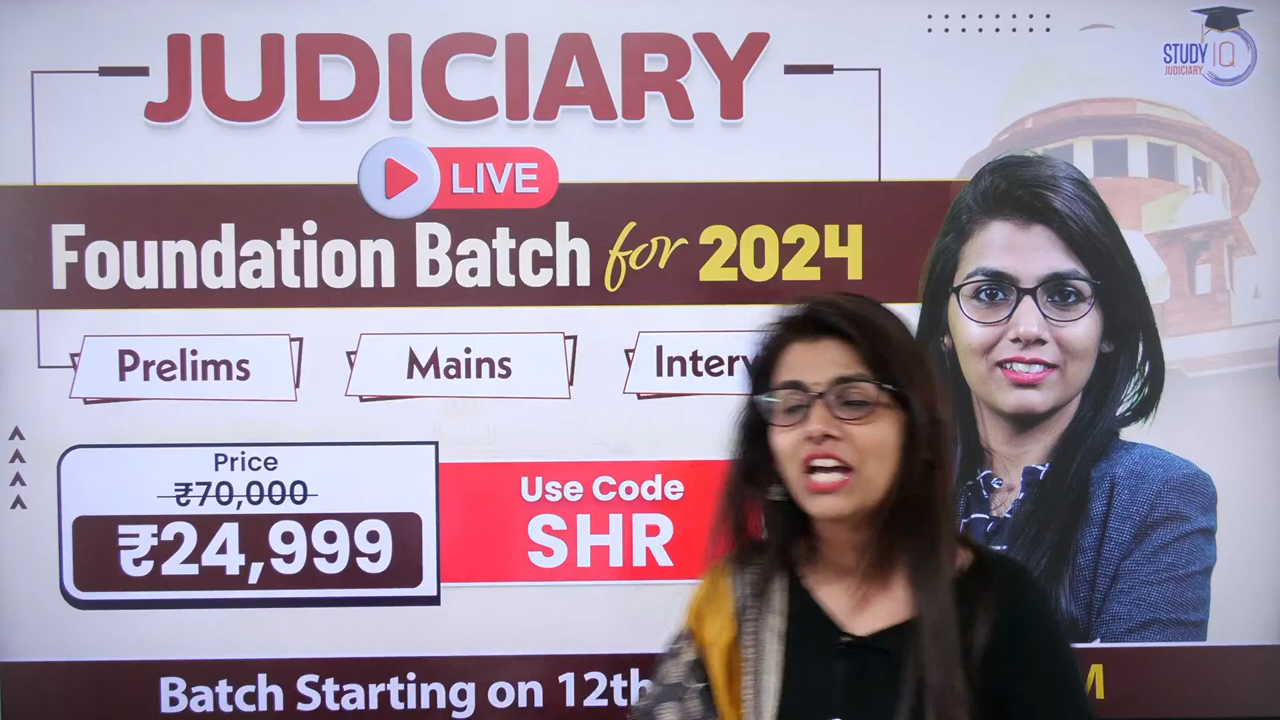 JUDICIARY
STUDY IQ
JUDICIARY
LIVE
Foundation Batch for 2024
Prelims
Mains
Interv
Price
₹70,000
₹24,999
Use Code
SHR
Batch Starting on 12th
M